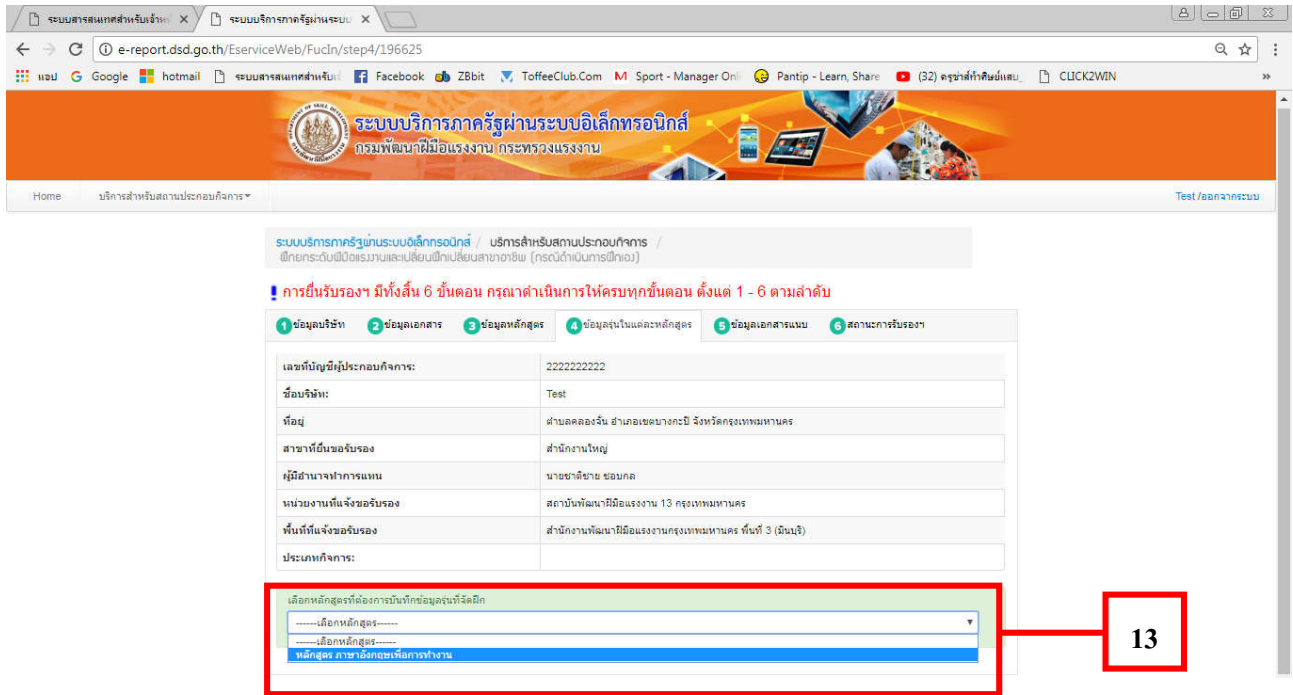 ระบบสารสนเทศสำหรับเจ้าหน้
ระบบบริการภาครัฐผ่านระบบ
e-report.dsd.go.th/EserviceWeb/FucIn/step4/196625
แอป Google hotmail ระบบสารสนเทศสำหรับเ Facebook ZBbit ToffeeClub.Com Sport - Manager Onl Pantip - Learn, Share CLICK2WIN
ระบบบริการภาครัฐผ่านระบบอิเล็กทรอนิกส์
กรมพัฒนาฝีมือแรงงาน กระทรวงแรงงาน
Home บริการสำหรับสถานประกอบกิจการ Test /ออกจากระบบ
ระบบบริการภาครัฐผ่านระบบอิเล็กทรอนิกส์ / บริการสำหรับสถานประกอบกิจการ /
ฝึกยกระดับฝีมือแรงงานและเปลี่ยนฝึกเปลี่ยนสาขาอาชีพ (กรณีดำเนินการฝึกเอง)
! การยื่นรับรองฯ มีทั้งสิ้น 6 ขั้นตอน กรุณาดำเนินการให้ครบทุกขั้นตอน ตั้งแต่ 1 - 6 ตามลำดับ
1 ข้อมูลบริษัท 2 ข้อมูลเอกสาร 3 ข้อมูลหลักสูตร 4 ข้อมูลรุ่นในแต่ละหลักสูตร 5 ข้อมูลเอกสารแนบ 6 สถานะการรับรองฯ
เลขที่บัญชีผู้ประกอบกิจการ: 2222222222
ชื่อบริษัท: Test
ที่อยู่ ตำบลคลองจั่น อำเภอเขตบางกะปิ จังหวัดกรุงเทพมหานคร
สาขาที่ยื่นขอรับรอง สำนักงานใหญ่
ผู้มีอำนาจทำการแทน นายชาติชาย ชอบกล
หน่วยงานที่แจ้งขอรับรอง สถาบันพัฒนาฝีมือแรงงาน 13 กรุงเทพมหานคร
พื้นที่ที่แจ้งขอรับรอง สำนักงานพัฒนาฝีมือแรงงานกรุงเทพมหานคร พื้นที่ 3 (มีนบุรี)
ประเภทกิจการ:
เลือกหลักสูตรที่ต้องการบันทึกข้อมูลรุ่นที่จัดฝึก
------เลือกหลักสูตร------
------เลือกหลักสูตร------
หลักสูตร ภาษาอังกฤษเพื่อการทำงาน
13